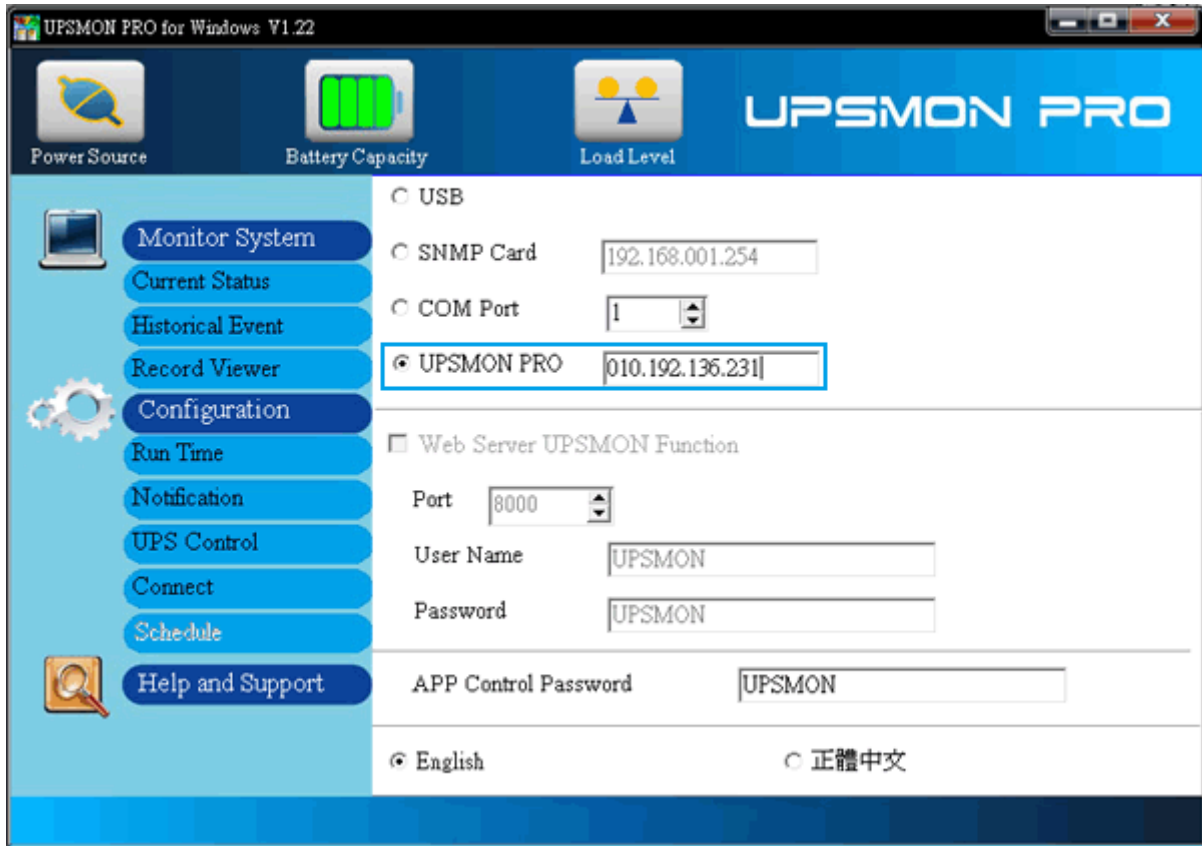 UPSMON PRO for Windows V1.22
UPSMON PRO
Power Source
Battery Capacity
Load Level
Monitor System
Current Status
Historical Event
Record Viewer
Configuration
Run Time
Notification
UPS Control
Connect
Schedule
Help and Support
USB
SNMP Card 192.168.001.254
COM Port 1
UPSMON PRO 010.192.136.231
Web Server UPSMON Function
Port 8000
User Name UPSMON
Password UPSMON
APP Control Password UPSMON
English 正體中文